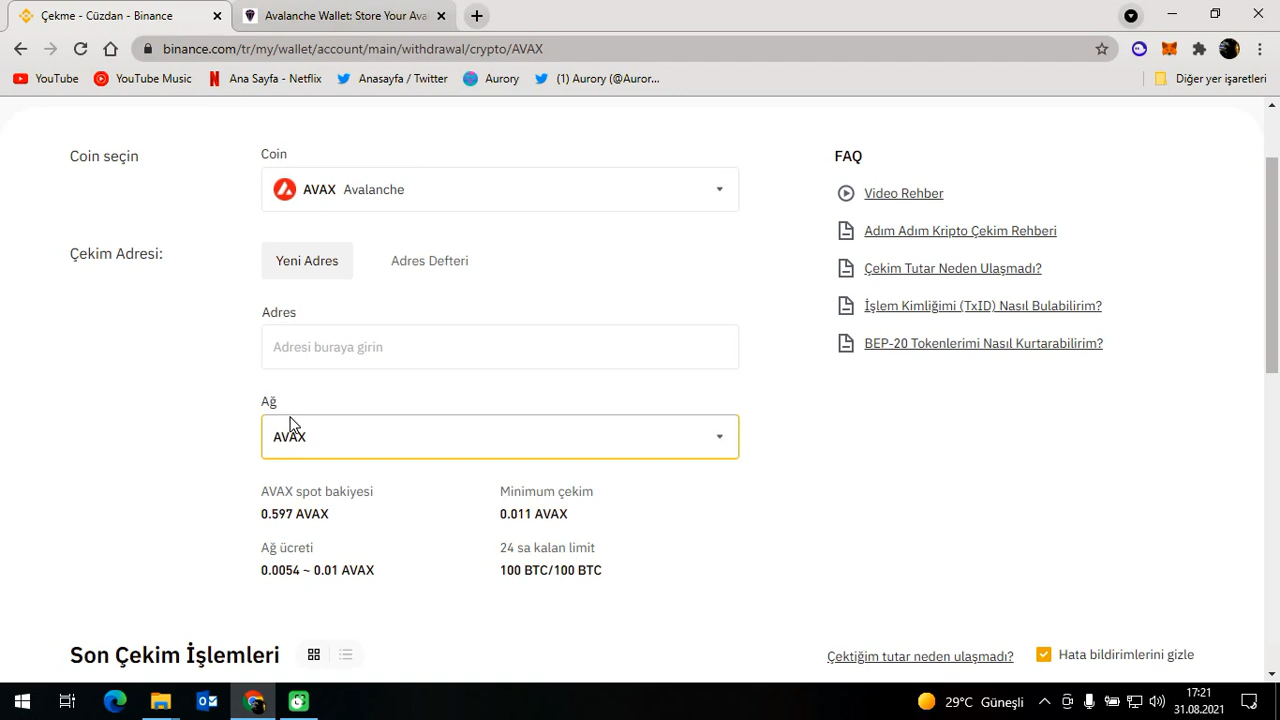 Çekme - Cüzdan - Binance
Avalanche Wallet: Store Your Ava
binance.com/tr/my/wallet/account/main/withdrawal/crypto/AVAX
YouTube
YouTube Music
Ana Sayfa - Netflix
Anasayfa / Twitter
Aurory
(1) Aurory (@Auror...
Diğer yer işaretleri
Coin seçin
Coin
AVAX Avalanche
Çekim Adresi:
Yeni Adres
Adres Defteri
Adres
Adresi buraya girin
Ağ
AVAX
AVAX spot bakiyesi
0.597 AVAX
Minimum çekim
0.011 AVAX
Ağ ücreti
0.0054 ~ 0.01 AVAX
24 sa kalan limit
100 BTC/100 BTC
FAQ
Video Rehber
Adım Adım Kripto Çekim Rehberi
Çekim Tutar Neden Ulaşmadı?
İşlem Kimliğimi (TxID) Nasıl Bulabilirim?
BEP-20 Tokenlerimi Nasıl Kurtarabilirim?
Son Çekim İşlemleri
Çektiğim tutar neden ulaşmadı?
Hata bildirimlerini gizle
29°C Güneşli
17:21
31.08.2021